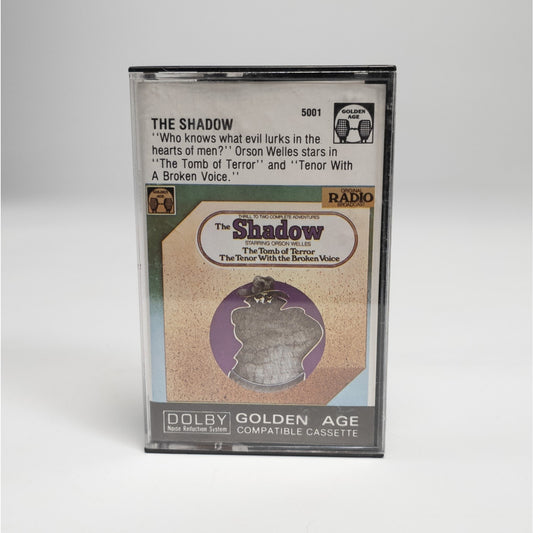 5001
GOLDEN
AGE
THE SHADOW
"Who knows what evil lurks in the
hearts of men?" Orson Welles stars in
"The Tomb of Terror" and "Tenor With
A Broken Voice."
GOLDEN
AGE
ORIGINAL
RADIO
BROADCAST
THRILL TO TWO COMPLETE ADVENTURES
The Shadow
STARRING ORSON WELLES
The Tomb of Terror
The Tenor With the Broken Voice
DOLBY
Noise Reduction System
GOLDEN AGE
COMPATIBLE CASSETTE